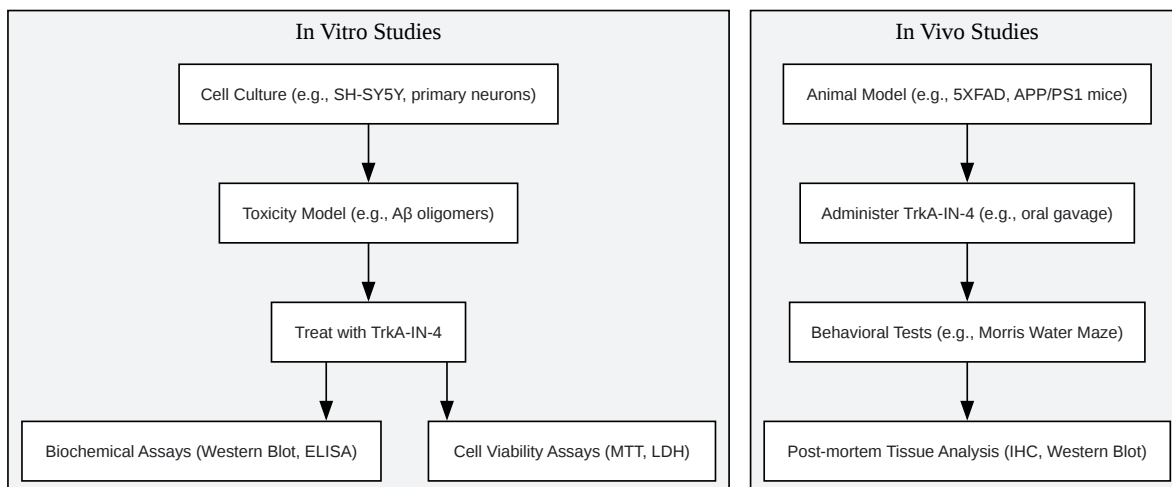 In Vitro Studies
Cell Culture (e.g., SH-SY5Y, primary neurons)
Toxicity Model (e.g., Aβ oligomers)
Treat with TrkA-IN-4
Biochemical Assays (Western Blot, ELISA)
Cell Viability Assays (MTT, LDH)
In Vivo Studies
Animal Model (e.g., 5XFAD, APP/PS1 mice)
Administer TrkA-IN-4 (e.g., oral gavage)
Behavioral Tests (e.g., Morris Water Maze)
Post-mortem Tissue Analysis (IHC, Western Blot)